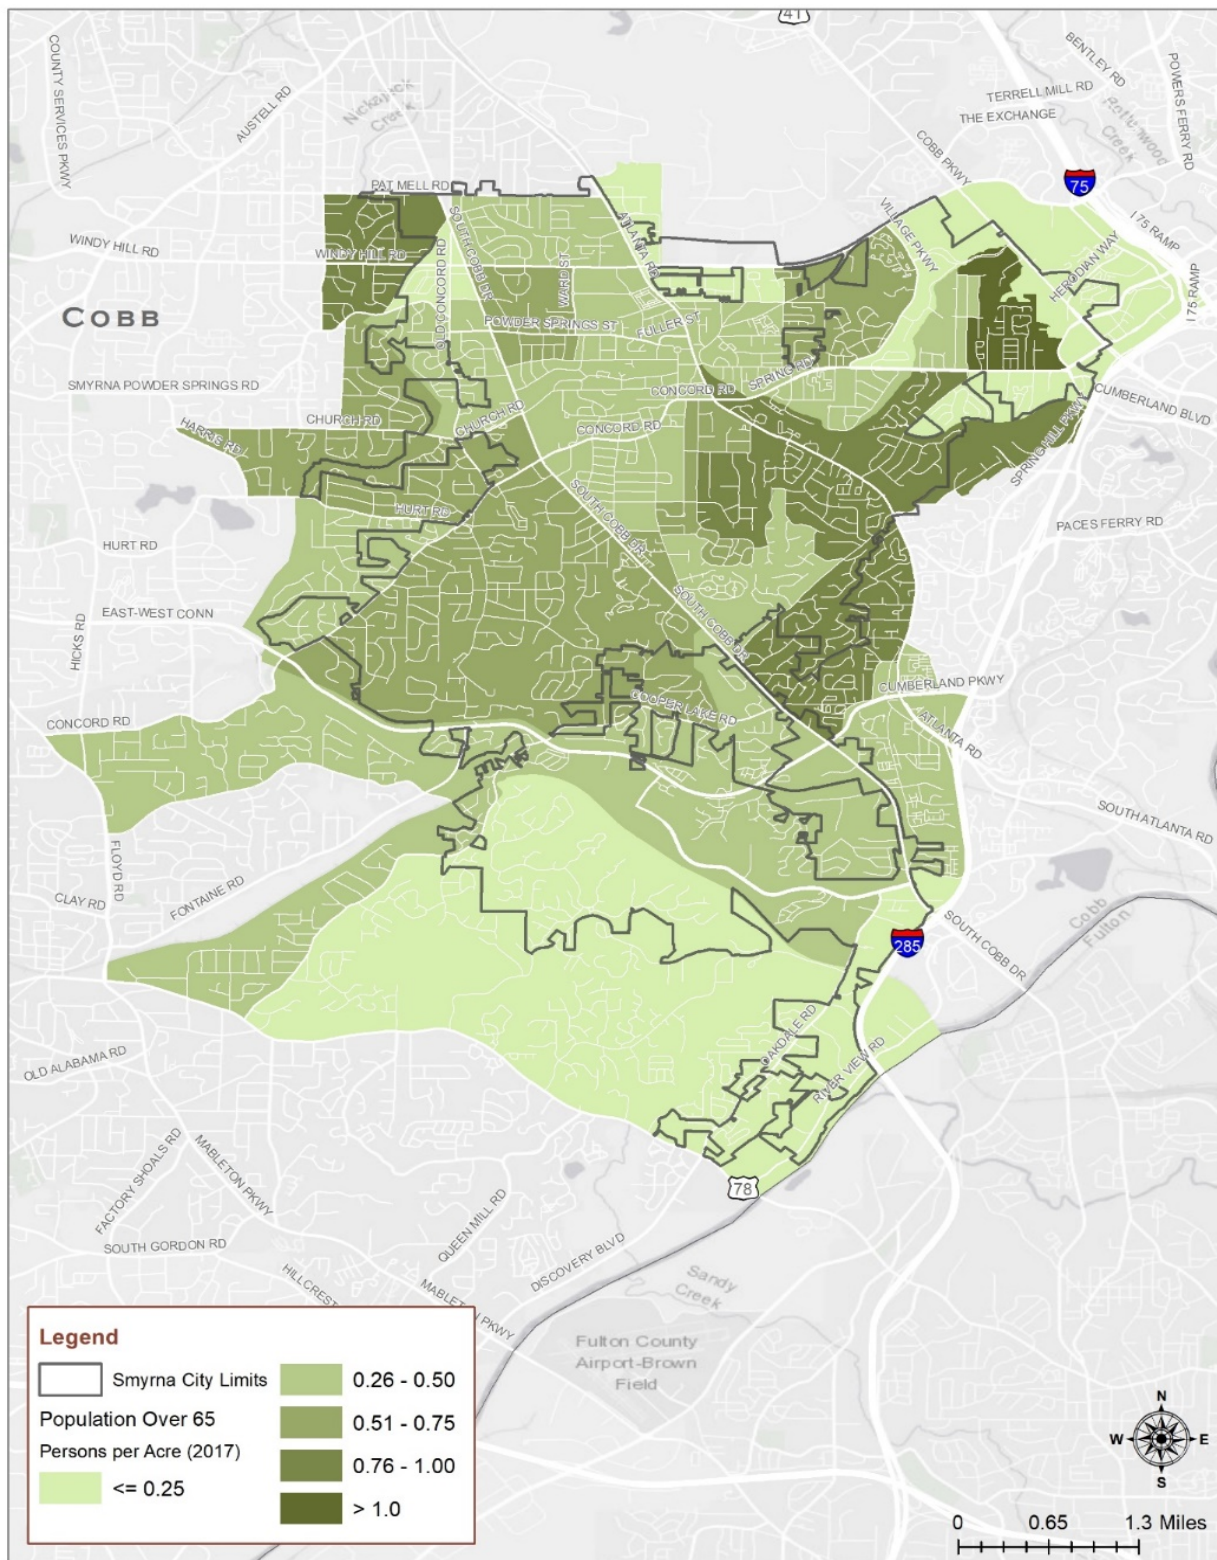 41
COUNTY SERVICES PKWY
BENTLEY RD
POWERS FERRY RD
AUSTELL RD
TERRELL MILL RD
THE EXCHANGE
Nickajack
Creek
Rottenwood
Creek
COBB PKWY
75
PAT MELL RD
SOUTH COBB DR
ATLANTA RD
VILLAGE PKWY
I 75 RAMP
WINDY HILL RD
WINDY HILL RD
OLD CONCORD RD
WARD ST
HERODIAN WAY
I 75 RAMP
COBB
POWDER SPRINGS ST
FULLER ST
SMYRNA POWDER SPRINGS RD
CONCORD RD
SPRING RD
CUMBERLAND BLVD
HARRIS RD
CHURCH RD
CHURCH RD
CONCORD RD
SPRING HILL PKWY
HURT RD
SOUTH COBB DR
PACES FERRY RD
HURT RD
EAST-WEST CONN
HICKS RD
SOUTH COBB DR
CUMBERLAND PKWY
CONCORD RD
COOPER LAKE RD
ATLANTA RD
SOUTH ATLANTA RD
FLOYD RD
CLAY RD
FONTAINE RD
Cobb
Fulton
SOUTH COBB DR
285
OAKDALE RD
RIVER VIEW RD
OLD ALABAMA RD
FACTORY SHOALS RD
MABLETON PKWY
78
QUEEN MILL RD
SOUTH GORDON RD
DISCOVERY BLVD
HILLCREST
MABLETON PKWY
Sandy
Creek
Fulton County
Airport-Brown
Field
Legend
Smyrna City Limits
Population Over 65
Persons per Acre (2017)
<= 0.25
0.26 - 0.50
0.51 - 0.75
0.76 - 1.00
> 1.0
N
W E
S
0 0.65 1.3 Miles